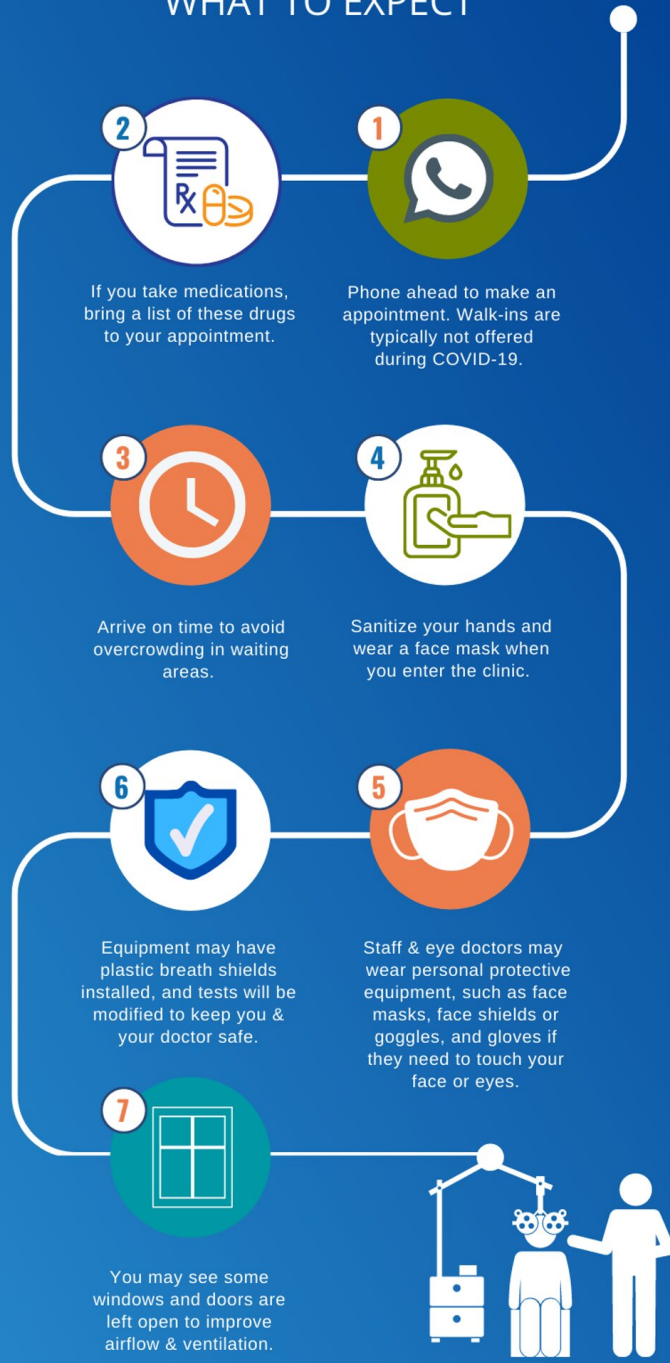 WHAT TO EXPECT
1
Phone ahead to make an
appointment. Walk-ins are
typically not offered
during COVID-19.
2
Rx
If you take medications,
bring a list of these drugs
to your appointment.
3
Arrive on time to avoid
overcrowding in waiting
areas.
4
Sanitize your hands and
wear a face mask when
you enter the clinic.
5
Staff & eye doctors may
wear personal protective
equipment, such as face
masks, face shields or
goggles, and gloves if
they need to touch your
face or eyes.
6
Equipment may have
plastic breath shields
installed, and tests will be
modified to keep you &
your doctor safe.
7
You may see some
windows and doors are
left open to improve
airflow & ventilation.